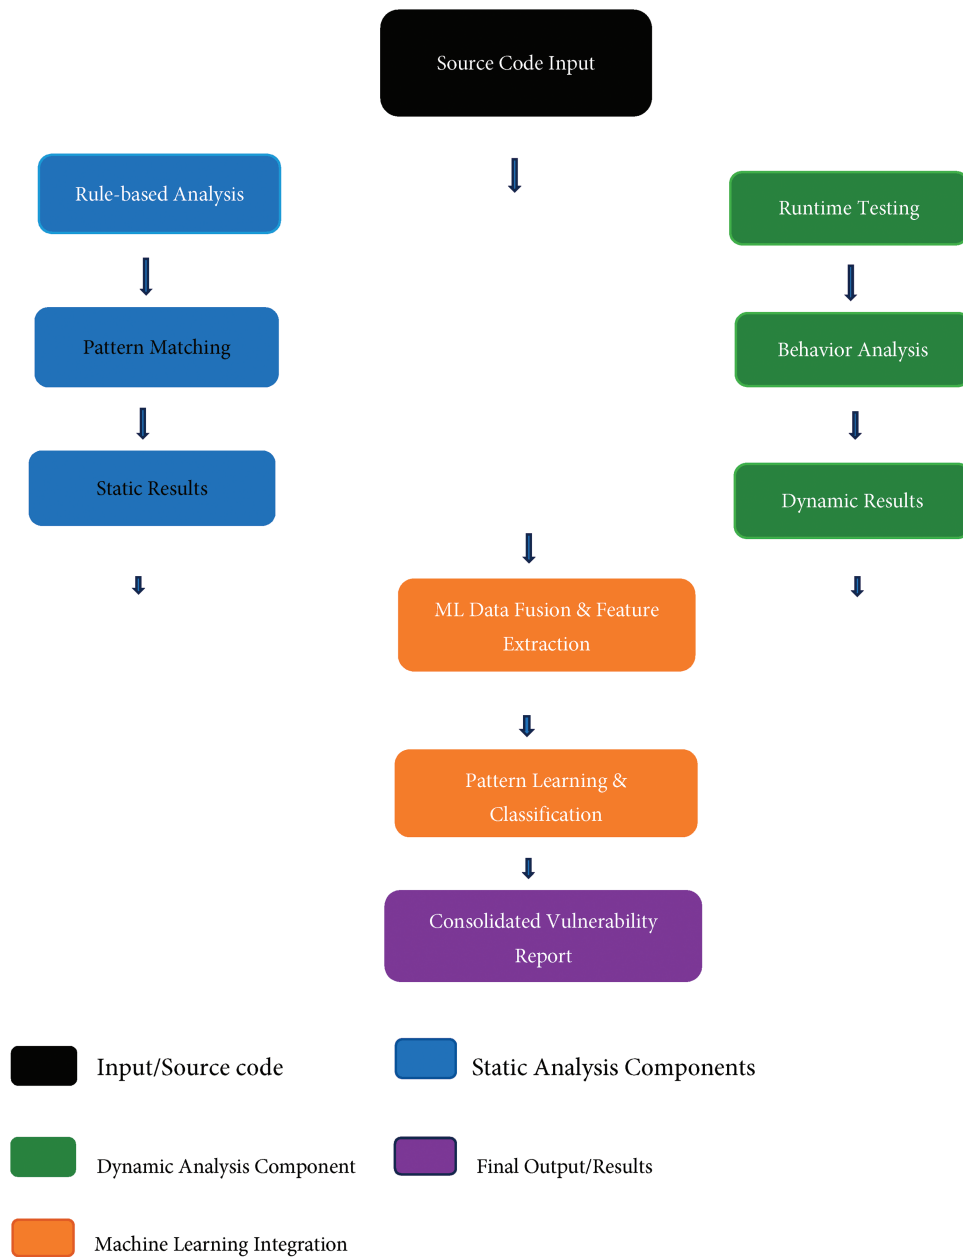 Source Code Input
Rule-based Analysis
Runtime Testing
Pattern Matching
Behavior Analysis
Static Results
Dynamic Results
ML Data Fusion & Feature
Extraction
Pattern Learning &
Classification
Consolidated Vulnerability
Report
Input/Source code
Static Analysis Components
Dynamic Analysis Component
Final Output/Results
Machine Learning Integration